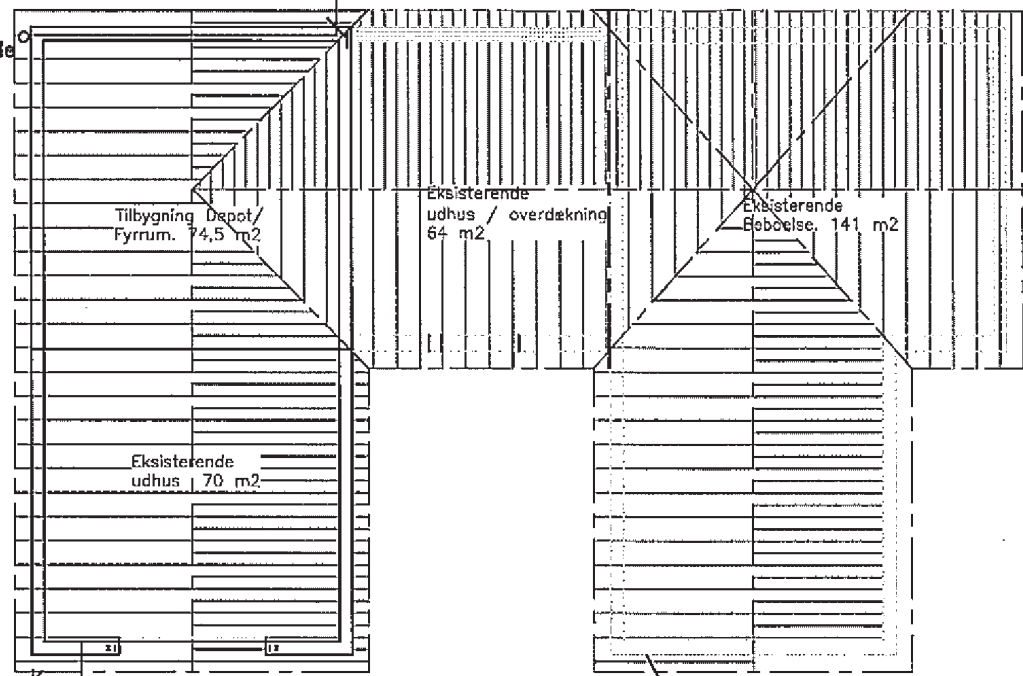 le
Tilbygning Depot/
Fyrrum. 74,5 m2
Eksisterende
udhus / overdækning
64 m2
Eksisterende
Beboelse. 141 m2
Eksisterende
udhus 70 m2